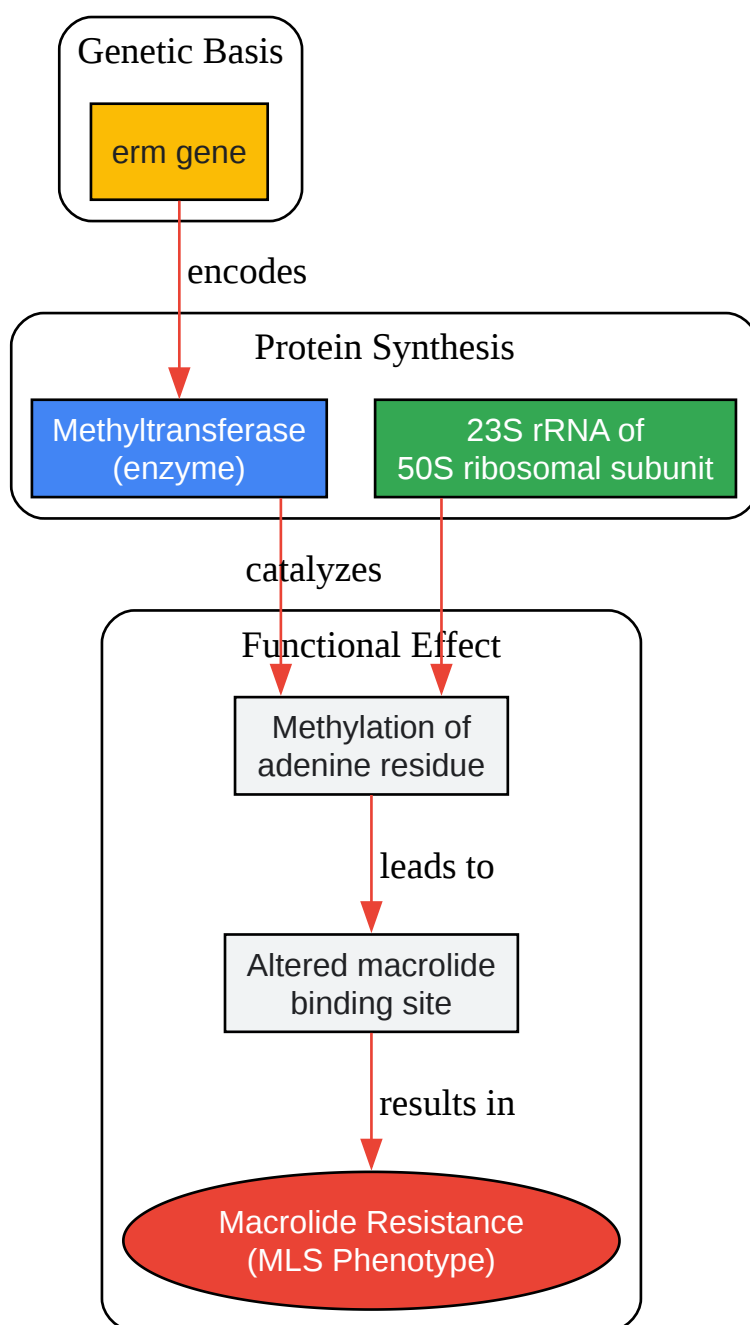 Genetic Basis
erm gene
encodes
Protein Synthesis
Methyltransferase
(enzyme)
23S rRNA of
50S ribosomal subunit
catalyzes
Functional Effect
Methylation of
adenine residue
leads to
Altered macrolide
binding site
results in
Macrolide Resistance
(MLS Phenotype)